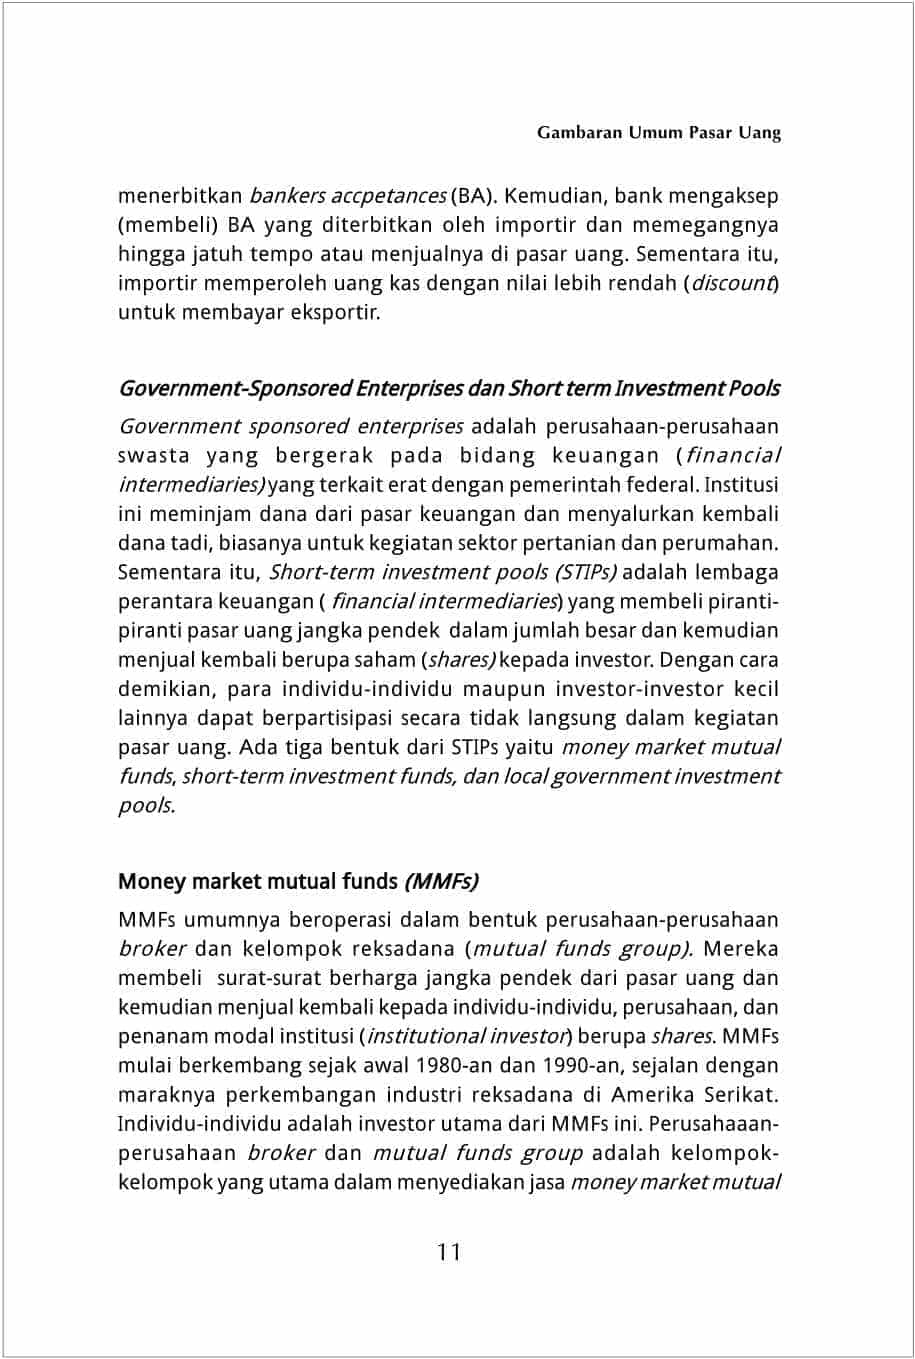 Gambaran Umum Pasar Uang
menerbitkan bankers accpetances (BA). Kemudian, bank mengaksep
(membeli) BA yang diterbitkan oleh importir dan memegangnya
hingga jatuh tempo atau menjualnya di pasar uang. Sementara itu,
importir memperoleh uang kas dengan nilai lebih rendah (discount)
untuk membayar eksportir.
Government-Sponsored Enterprises dan Short term Investment Pools
Government sponsored enterprises adalah perusahaan-perusahaan
swasta yang bergerak pada bidang keuangan (financial
intermediaries) yang terkait erat dengan pemerintah federal. Institusi
ini meminjam dana dari pasar keuangan dan menyalurkan kembali
dana tadi, biasanya untuk kegiatan sektor pertanian dan perumahan.
Sementara itu, Short-term investment pools (STIPs) adalah lembaga
perantara keuangan ( financial intermediaries) yang membeli piranti-
piranti pasar uang jangka pendek dalam jumlah besar dan kemudian
menjual kembali berupa saham (shares) kepada investor. Dengan cara
demikian, para individu-individu maupun investor-investor kecil
lainnya dapat berpartisipasi secara tidak langsung dalam kegiatan
pasar uang. Ada tiga bentuk dari STIPs yaitu money market mutual
funds, short-term investment funds, dan local government investment
pools.
Money market mutual funds (MMFs)
MMFs umumnya beroperasi dalam bentuk perusahaan-perusahaan
broker dan kelompok reksadana (mutual funds group). Mereka
membeli surat-surat berharga jangka pendek dari pasar uang dan
kemudian menjual kembali kepada individu-individu, perusahaan, dan
penanam modal institusi (institutional investor) berupa shares. MMFs
mulai berkembang sejak awal 1980-an dan 1990-an, sejalan dengan
maraknya perkembangan industri reksadana di Amerika Serikat.
Individu-individu adalah investor utama dari MMFs ini. Perusahaaan-
perusahaan broker dan mutual funds group adalah kelompok-
kelompok yang utama dalam menyediakan jasa money market mutual
11